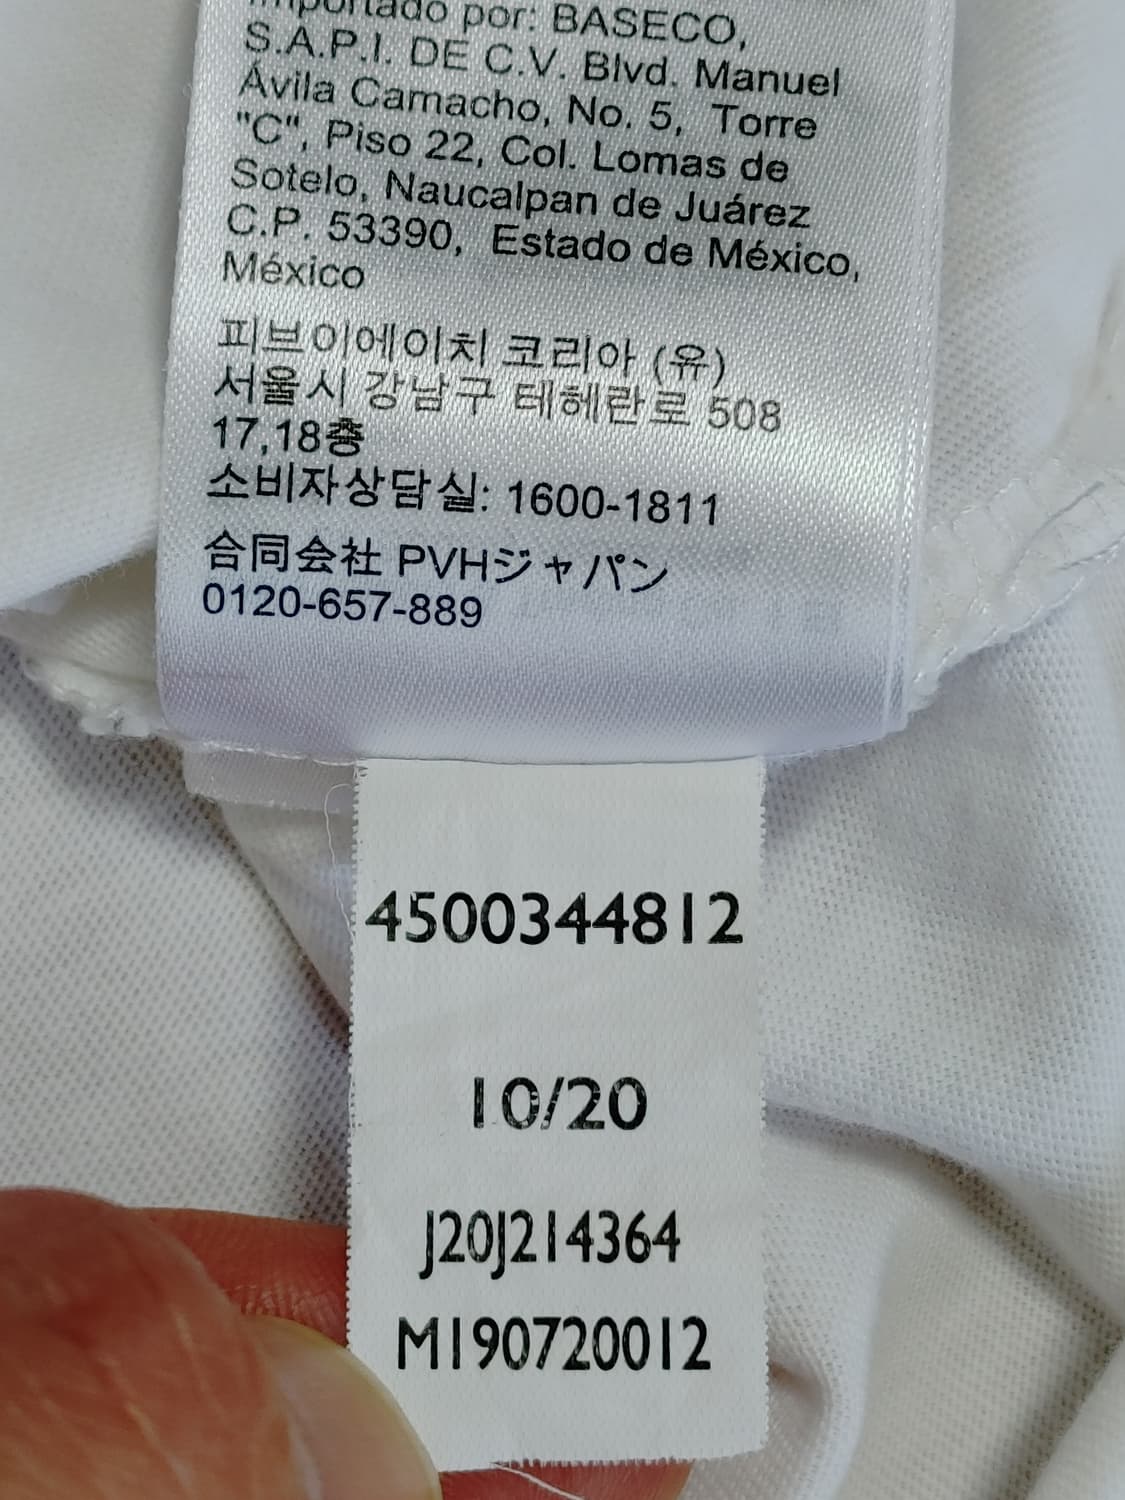 Importado por: BASECO,
S.A.P.I. DE C.V. Blvd. Manuel
Ávila Camacho, No. 5, Torre
"C", Piso 22, Col. Lomas de
Sotelo, Naucalpan de Juárez
C.P. 53390, Estado de México,
México
피브이에이치 코리아 (유)
서울시 강남구 테헤란로 508
17,18층
소비자상담실: 1600-1811
合同会社 PVHジャパン
0120-657-889
4500344812
10/20
J20J214364
M190720012